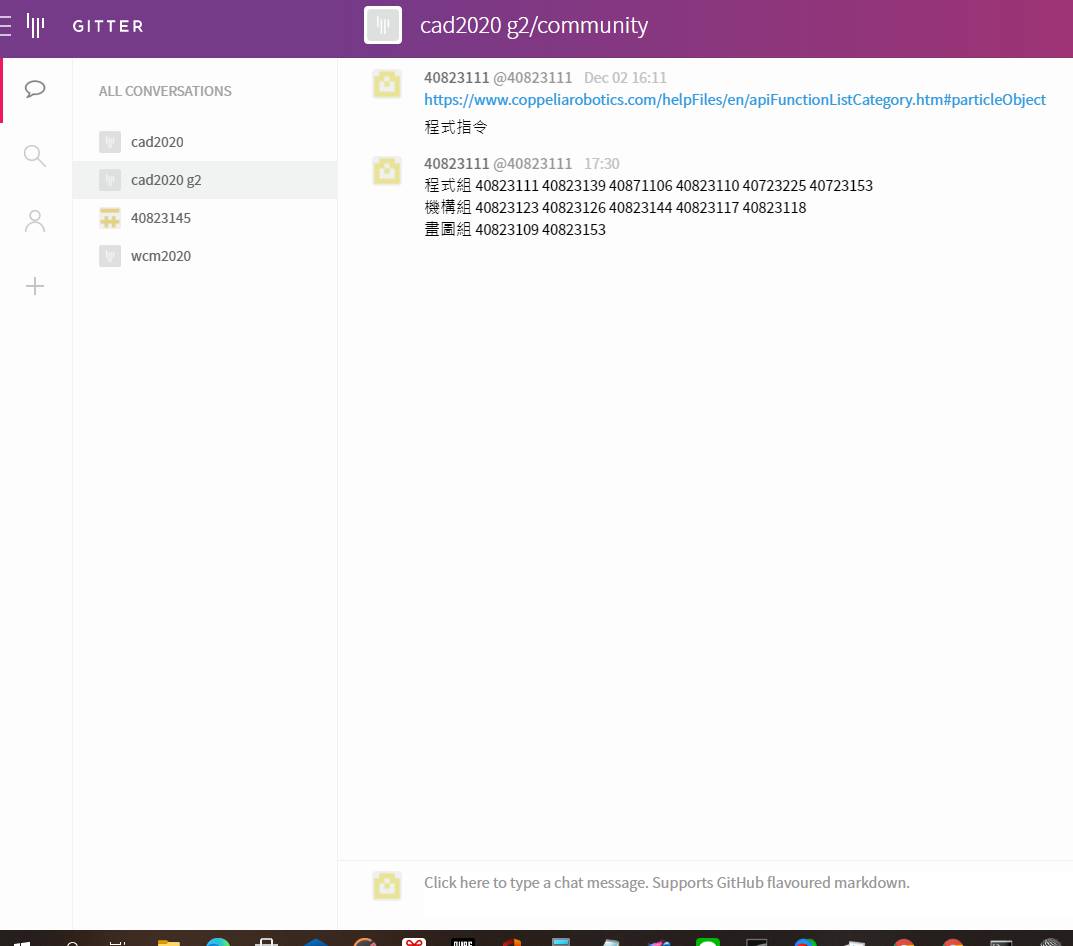 GITTER
cad2020 g2/community
ALL CONVERSATIONS
cad2020
cad2020 g2
40823145
wcm2020
40823111 @40823111 Dec 02 16:11
https://www.coppeliarobotics.com/helpFiles/en/apiFunctionListCategory.htm#particleObject
程式指令
40823111 @40823111 17:30
程式組 40823111 40823139 40871106 40823110 40723225 40723153
機構組 40823123 40823126 40823144 40823117 40823118
畫圖組 40823109 40823153
Click here to type a chat message. Supports GitHub flavoured markdown.